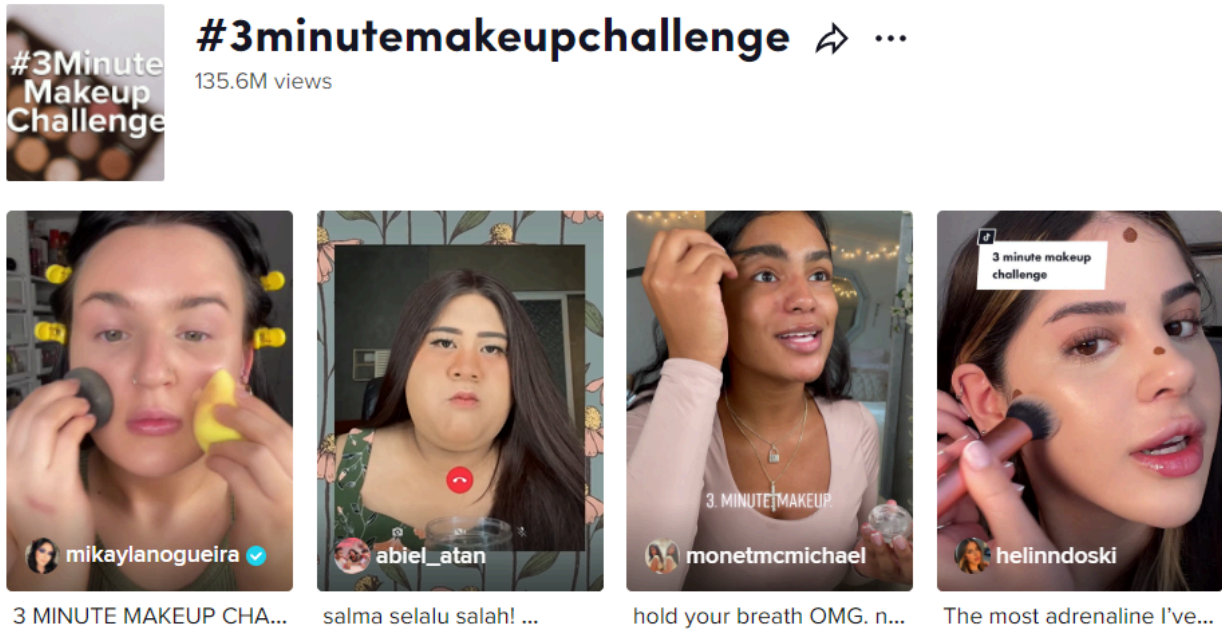 #3Minute
Makeup
Challenge
#3minutemakeupchallenge
135.6M views
3 minute makeup
challenge
3. MINUTE MAKEUP.
mikaylanogueira
abiel_atan
monetmcmichael
helinndoski
3 MINUTE MAKEUP CHA...
salma selalu salah! ...
hold your breath OMG. n...
The most adrenaline I've...